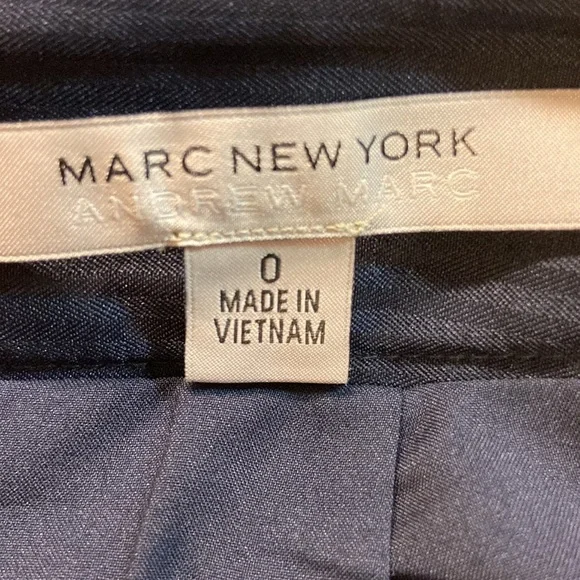 MARC NEW YORK
ANDREW MARC
0
MADE IN
VIETNAM